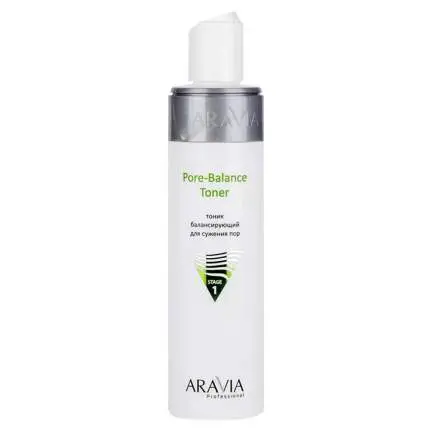 ARAVIA
Pore-Balance
Toner
тоник
балансирующий
для сужения пор
STAGE
1
ARAVIA
Professional